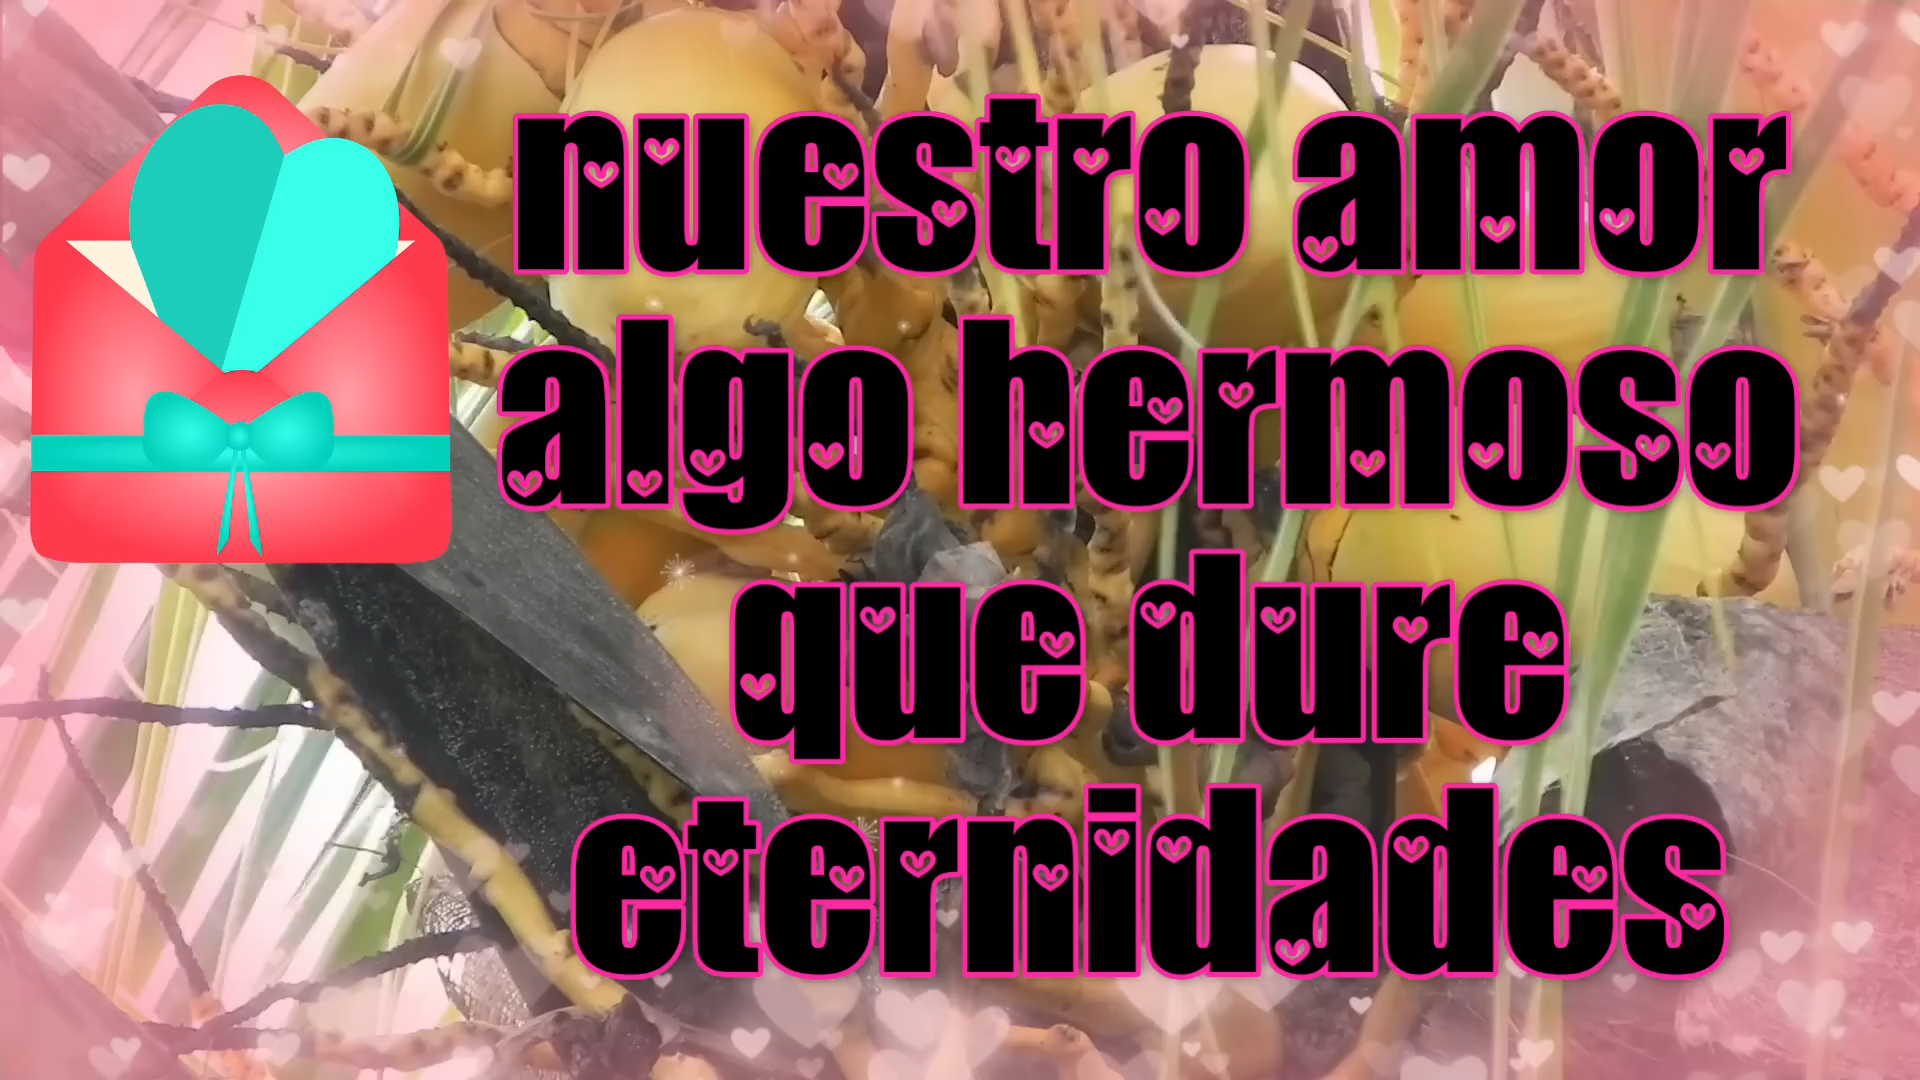 nuestro amor
algo hermoso
que dure
eternidades